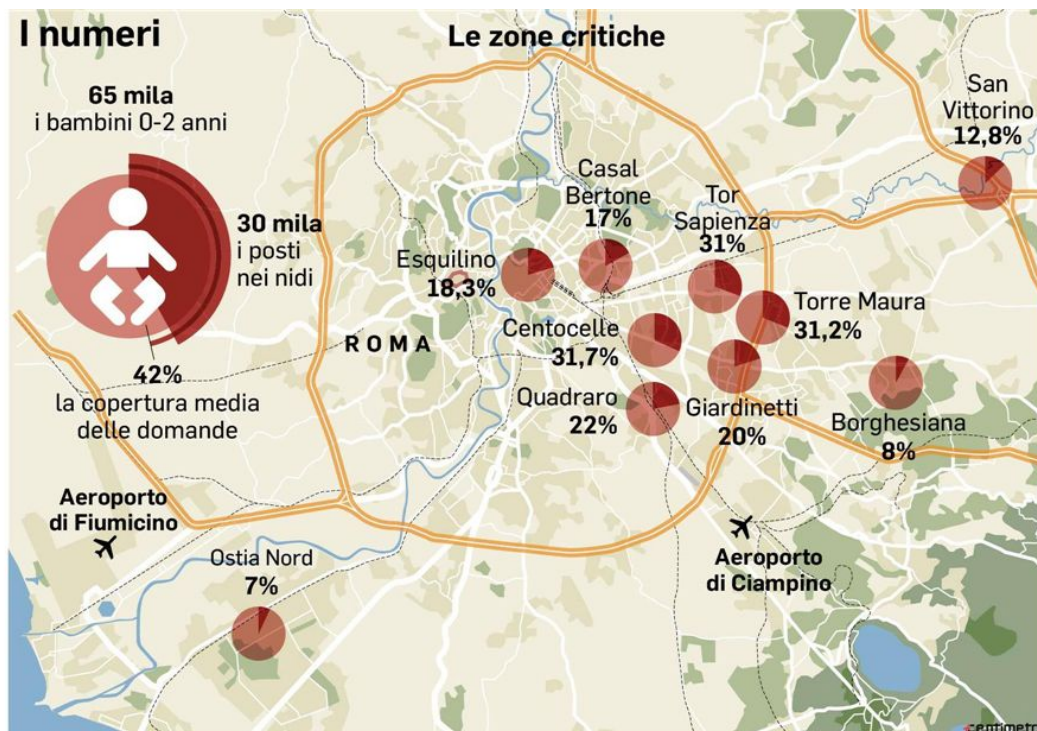 I numeri
65 mila
i bambini 0-2 anni
30 mila
i posti
nei nidi
42%
la copertura media
delle domande
Le zone critiche
San
Vittorino
12,8%
Casal
Bertone
17%
Tor
Sapienza
31%
Esquilino
18,3%
Torre Maura
31,2%
ROMA
Centocelle
31,7%
Quadraro
22%
Giardinetti
20%
Borghesiana
8%
Aeroporto
di Fiumicino
Aeroporto
di Ciampino
Ostia Nord
7%